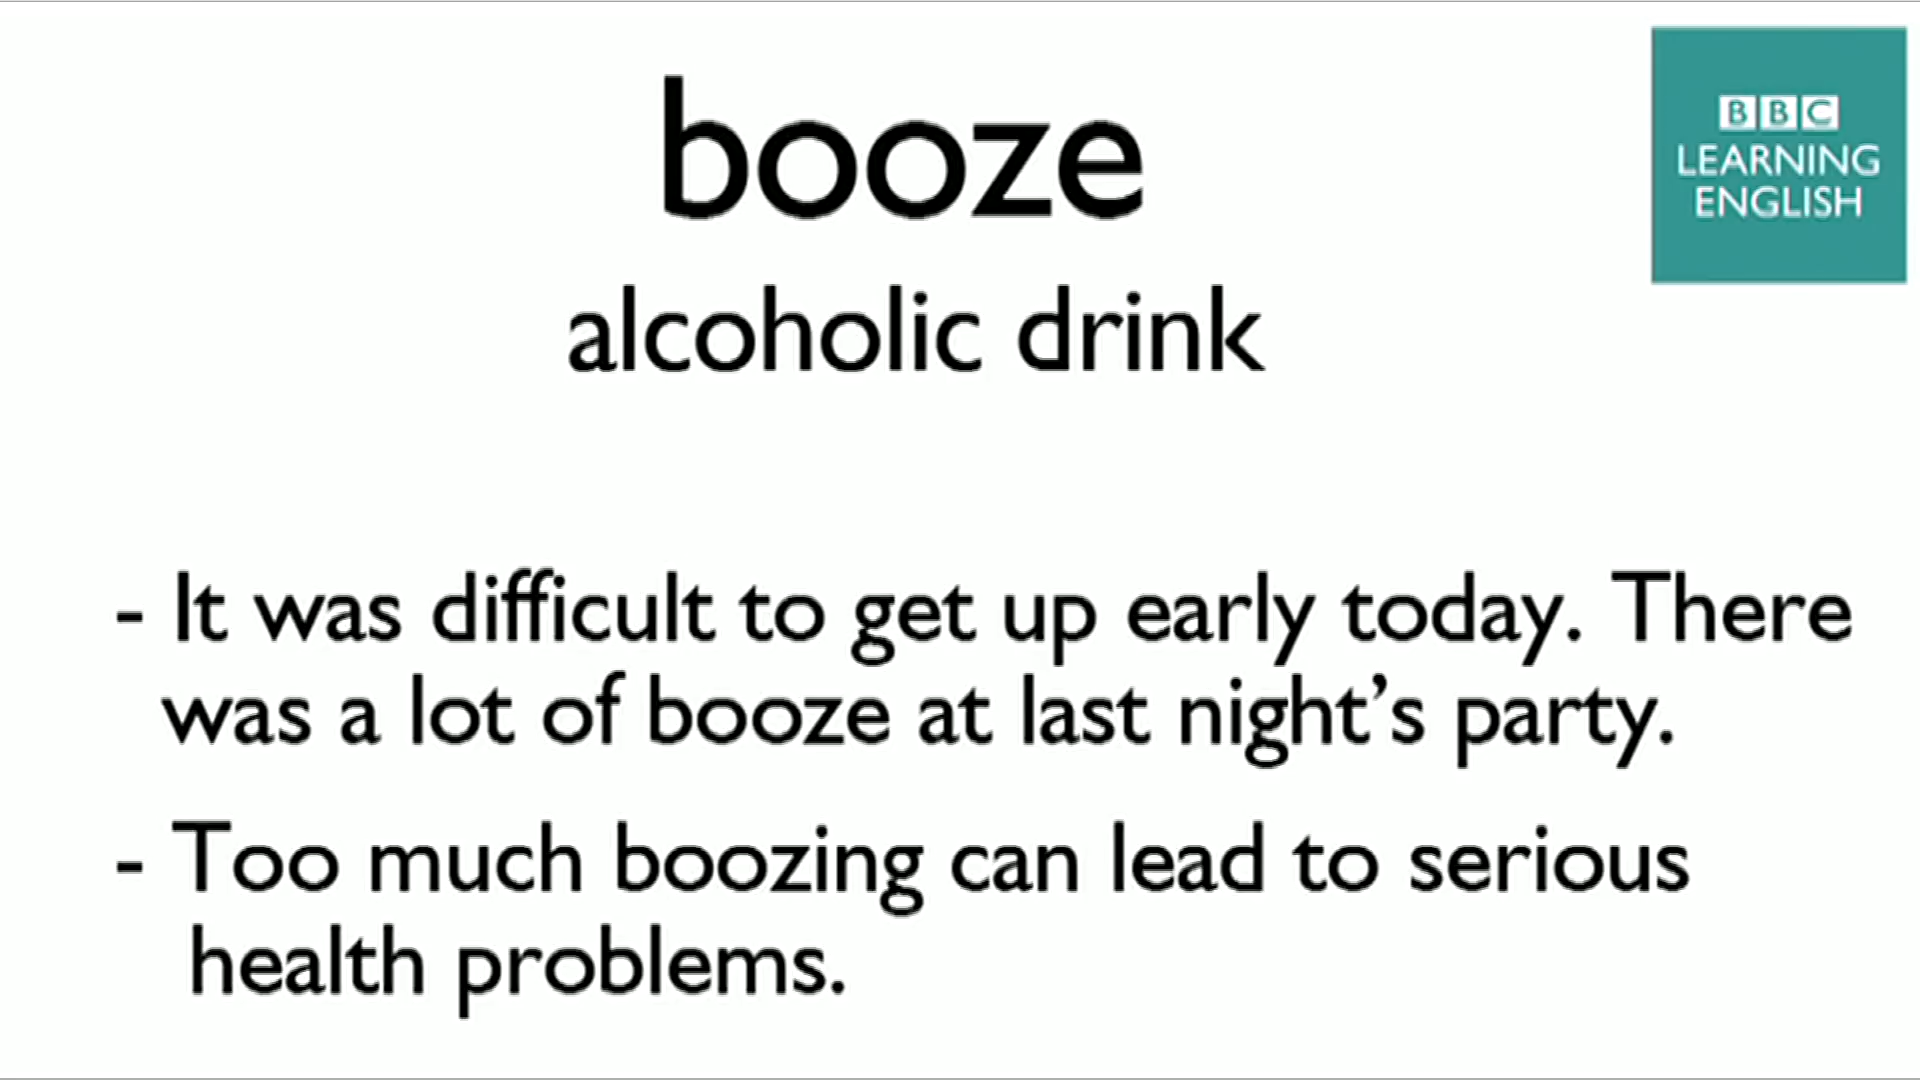 booze
BBC
LEARNING
ENGLISH
alcoholic drink
- It was difficult to get up early today. There
was a lot of booze at last night’s party.
- Too much boozing can lead to serious
health problems.